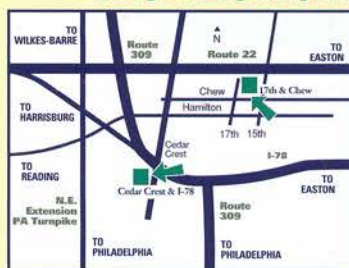 TO
WILKES-BARRE
Route
309
N
Route 22
TO
EASTON
Chew
17th & Chew
Hamilton
TO
HARRISBURG
17th
15th
Cedar
Crest
I-78
TO
READING
Cedar Crest & I-78
TO
EASTON
N.E.
Extension
PA Turnpike
Route
309
TO
PHILADELPHIA
TO
PHILADELPHIA